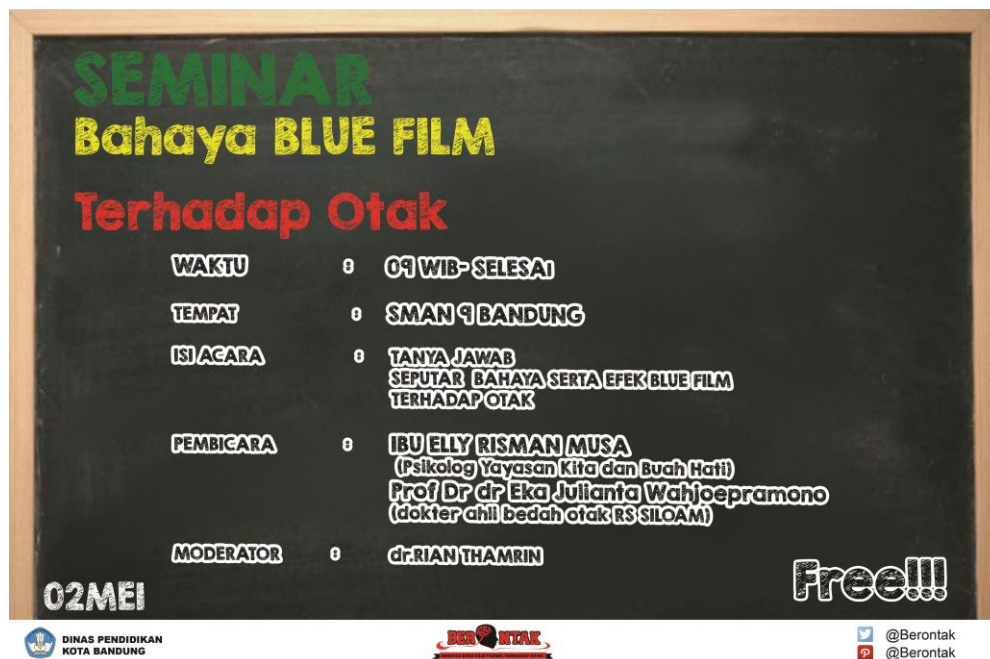 SEMINAR
Bahaya BLUE FILM
Terhadap Otak
WAKTU : 09 WIB- SELESAI
TEMPAT : SMAN 9 BANDUNG
ISI ACARA : TANYA JAWAB
SEPUTAR BAHAYA SERTA EFEK BLUE FILM
TERHADAP OTAK
PEMBICARA : IBU ELLY RISMAN MUSA
(Psikolog Yayasan Kita dan Buah Hati)
Prof Dr dr Eka Julianta Wahjoepramono
(dokter ahli bedah otak RS SILOAM)
MODERATOR : dr.RIAN THAMRIN
02MEI
Free!!!
DINAS PENDIDIKAN
KOTA BANDUNG
BER NTAK
@Berontak
@Berontak